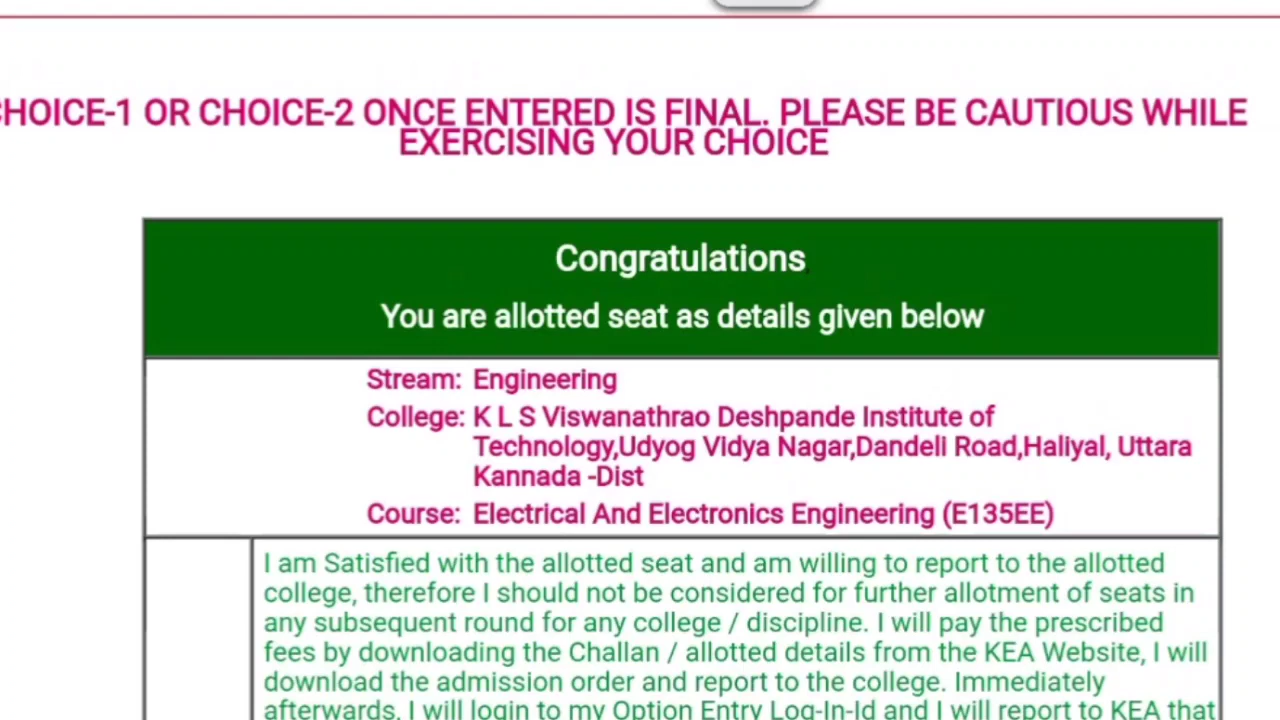 CHOICE-1 OR CHOICE-2 ONCE ENTERED IS FINAL. PLEASE BE CAUTIOUS WHILE
EXERCISING YOUR CHOICE
Congratulations
You are allotted seat as details given below
Stream: Engineering
College: K L S Viswanathrao Deshpande Institute of
Technology,Udyog Vidya Nagar,Dandeli Road,Haliyal, Uttara
Kannada -Dist
Course: Electrical And Electronics Engineering (E135EE)
I am Satisfied with the allotted seat and am willing to report to the allotted
college, therefore I should not be considered for further allotment of seats in
any subsequent round for any college / discipline. I will pay the prescribed
fees by downloading the Challan / allotted details from the KEA Website, I will
download the admission order and report to the college. Immediately
afterwards, I will login to my Option Entry Log-In-Id and I will report to KEA that